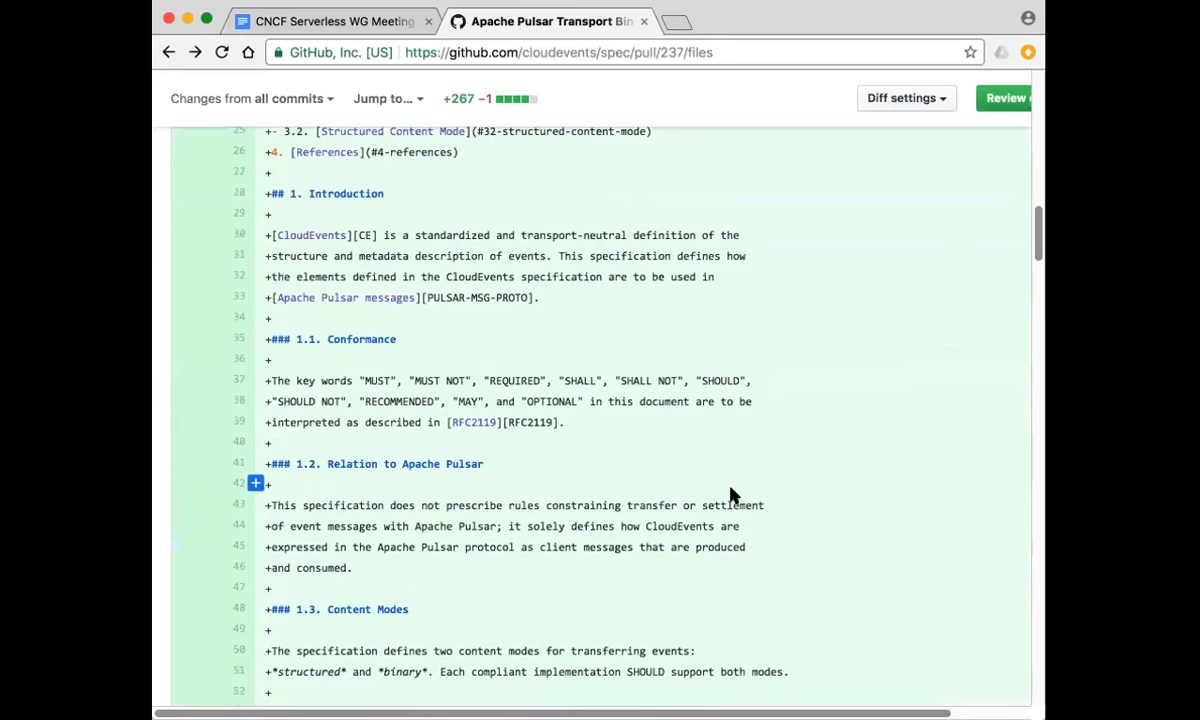 CNCF Serverless WG Meeting
Apache Pulsar Transport Bin
GitHub, Inc. [US] https://github.com/cloudevents/spec/pull/237/files
Changes from all commits Jump to... +267 −1 Diff settings Review
25 +- 3.2. [Structured Content Mode](#32-structured-content-mode)
26 +4. [References](#4-references)
27 +
28 +## 1. Introduction
29 +
30 +[CloudEvents][CE] is a standardized and transport-neutral definition of the
31 +structure and metadata description of events. This specification defines how
32 +the elements defined in the CloudEvents specification are to be used in
33 +[Apache Pulsar messages][PULSAR-MSG-PROTO].
34 +
35 +### 1.1. Conformance
36 +
37 +The key words "MUST", "MUST NOT", "REQUIRED", "SHALL", "SHALL NOT", "SHOULD",
38 +"SHOULD NOT", "RECOMMENDED", "MAY", and "OPTIONAL" in this document are to be
39 +interpreted as described in [RFC2119][RFC2119].
40 +
41 +### 1.2. Relation to Apache Pulsar
42 +
43 +This specification does not prescribe rules constraining transfer or settlement
44 +of event messages with Apache Pulsar; it solely defines how CloudEvents are
45 +expressed in the Apache Pulsar protocol as client messages that are produced
46 +and consumed.
47 +
48 +### 1.3. Content Modes
49 +
50 +The specification defines two content modes for transferring events:
51 +*structured* and *binary*. Each compliant implementation SHOULD support both modes.
52 +